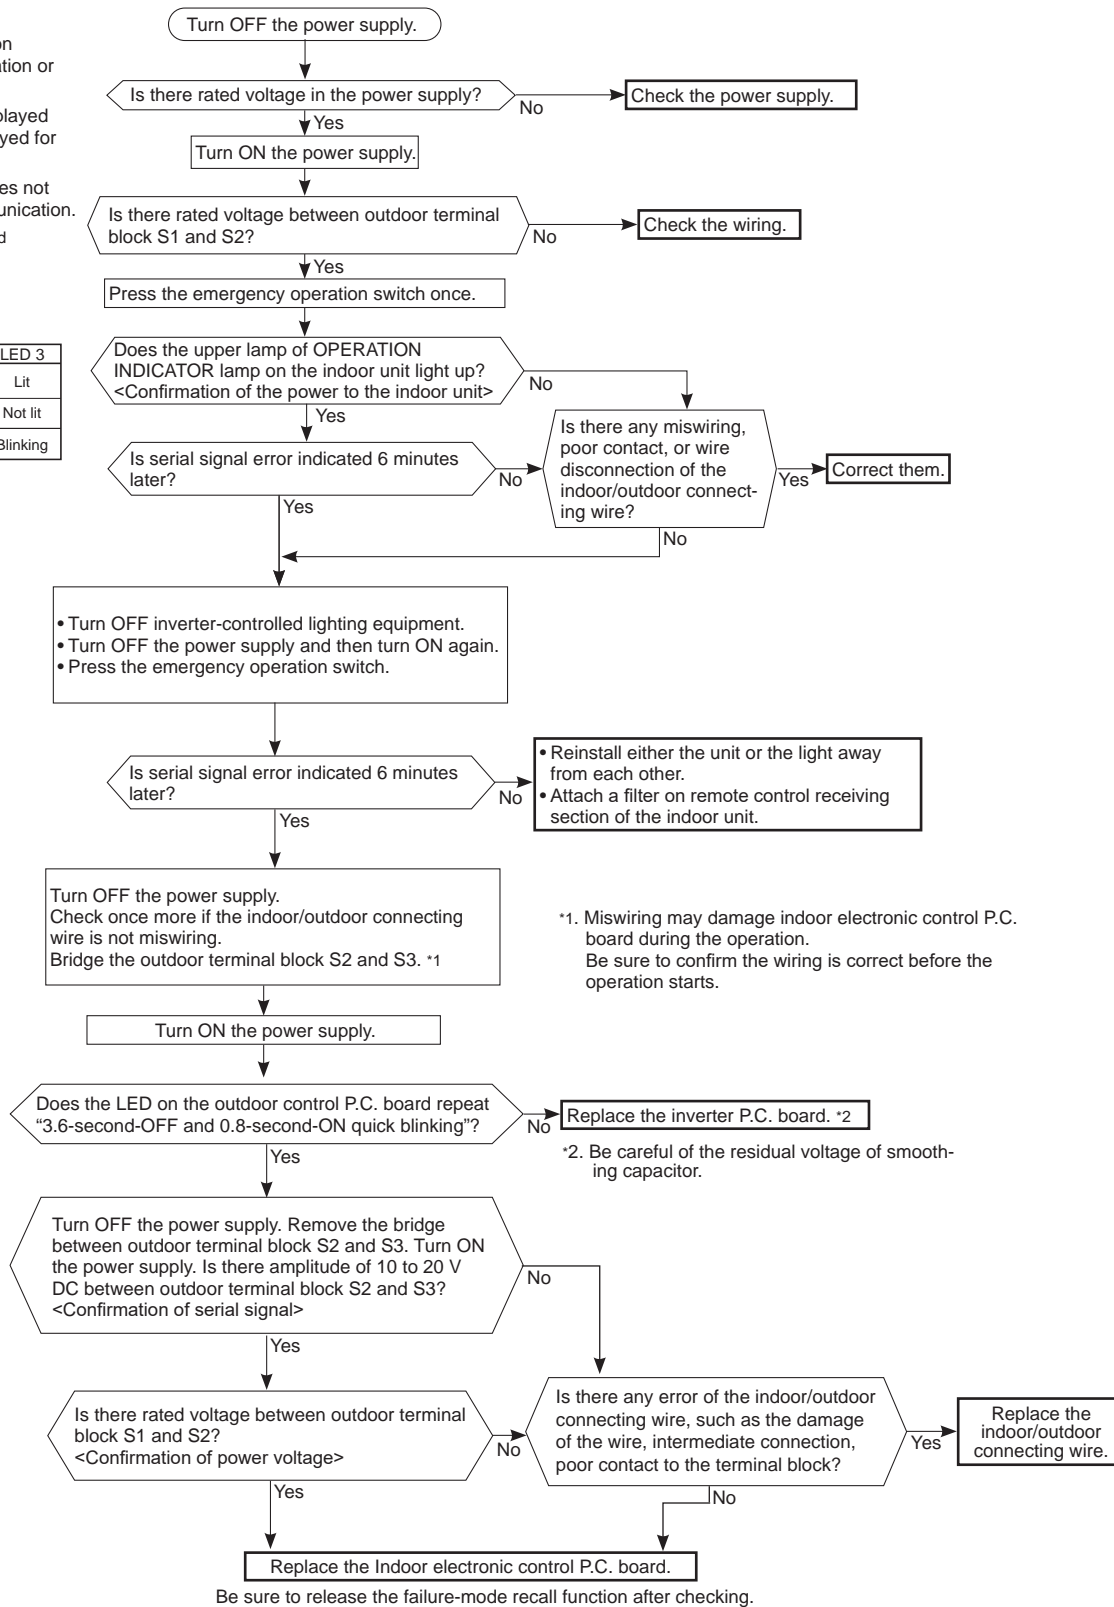 Turn OFF the power supply.
Is there rated voltage in the power supply?
No
Check the power supply.
Yes
Turn ON the power supply.
Is there rated voltage between outdoor terminal
block S1 and S2?
No
Check the wiring.
Yes
Press the emergency operation switch once.
LED 3
Lit
Not lit
Blinking
Does the upper lamp of OPERATION
INDICATOR lamp on the indoor unit light up?
<Confirmation of the power to the indoor unit>
No
Yes
Is there any miswiring,
poor contact, or wire
disconnection of the
indoor/outdoor connect-
ing wire?
Yes
Correct them.
No
Is serial signal error indicated 6 minutes
later?
No
Yes
• Turn OFF inverter-controlled lighting equipment.
• Turn OFF the power supply and then turn ON again.
• Press the emergency operation switch.
Is serial signal error indicated 6 minutes
later?
No
• Reinstall either the unit or the light away
from each other.
• Attach a filter on remote control receiving
section of the indoor unit.
Yes
Turn OFF the power supply.
Check once more if the indoor/outdoor connecting
wire is not miswiring.
Bridge the outdoor terminal block S2 and S3. *1
*1. Miswiring may damage indoor electronic control P.C.
board during the operation.
Be sure to confirm the wiring is correct before the
operation starts.
Turn ON the power supply.
Does the LED on the outdoor control P.C. board repeat
“3.6-second-OFF and 0.8-second-ON quick blinking”?
No
Replace the inverter P.C. board. *2
*2. Be careful of the residual voltage of smooth-
ing capacitor.
Yes
Turn OFF the power supply. Remove the bridge
between outdoor terminal block S2 and S3. Turn ON
the power supply. Is there amplitude of 10 to 20 V
DC between outdoor terminal block S2 and S3?
<Confirmation of serial signal>
No
Yes
Is there rated voltage between outdoor terminal
block S1 and S2?
<Confirmation of power voltage>
No
Yes
Is there any error of the indoor/outdoor
connecting wire, such as the damage
of the wire, intermediate connection,
poor contact to the terminal block?
Yes
Replace the
indoor/outdoor
connecting wire.
No
Replace the Indoor electronic control P.C. board.
Be sure to release the failure-mode recall function after checking.